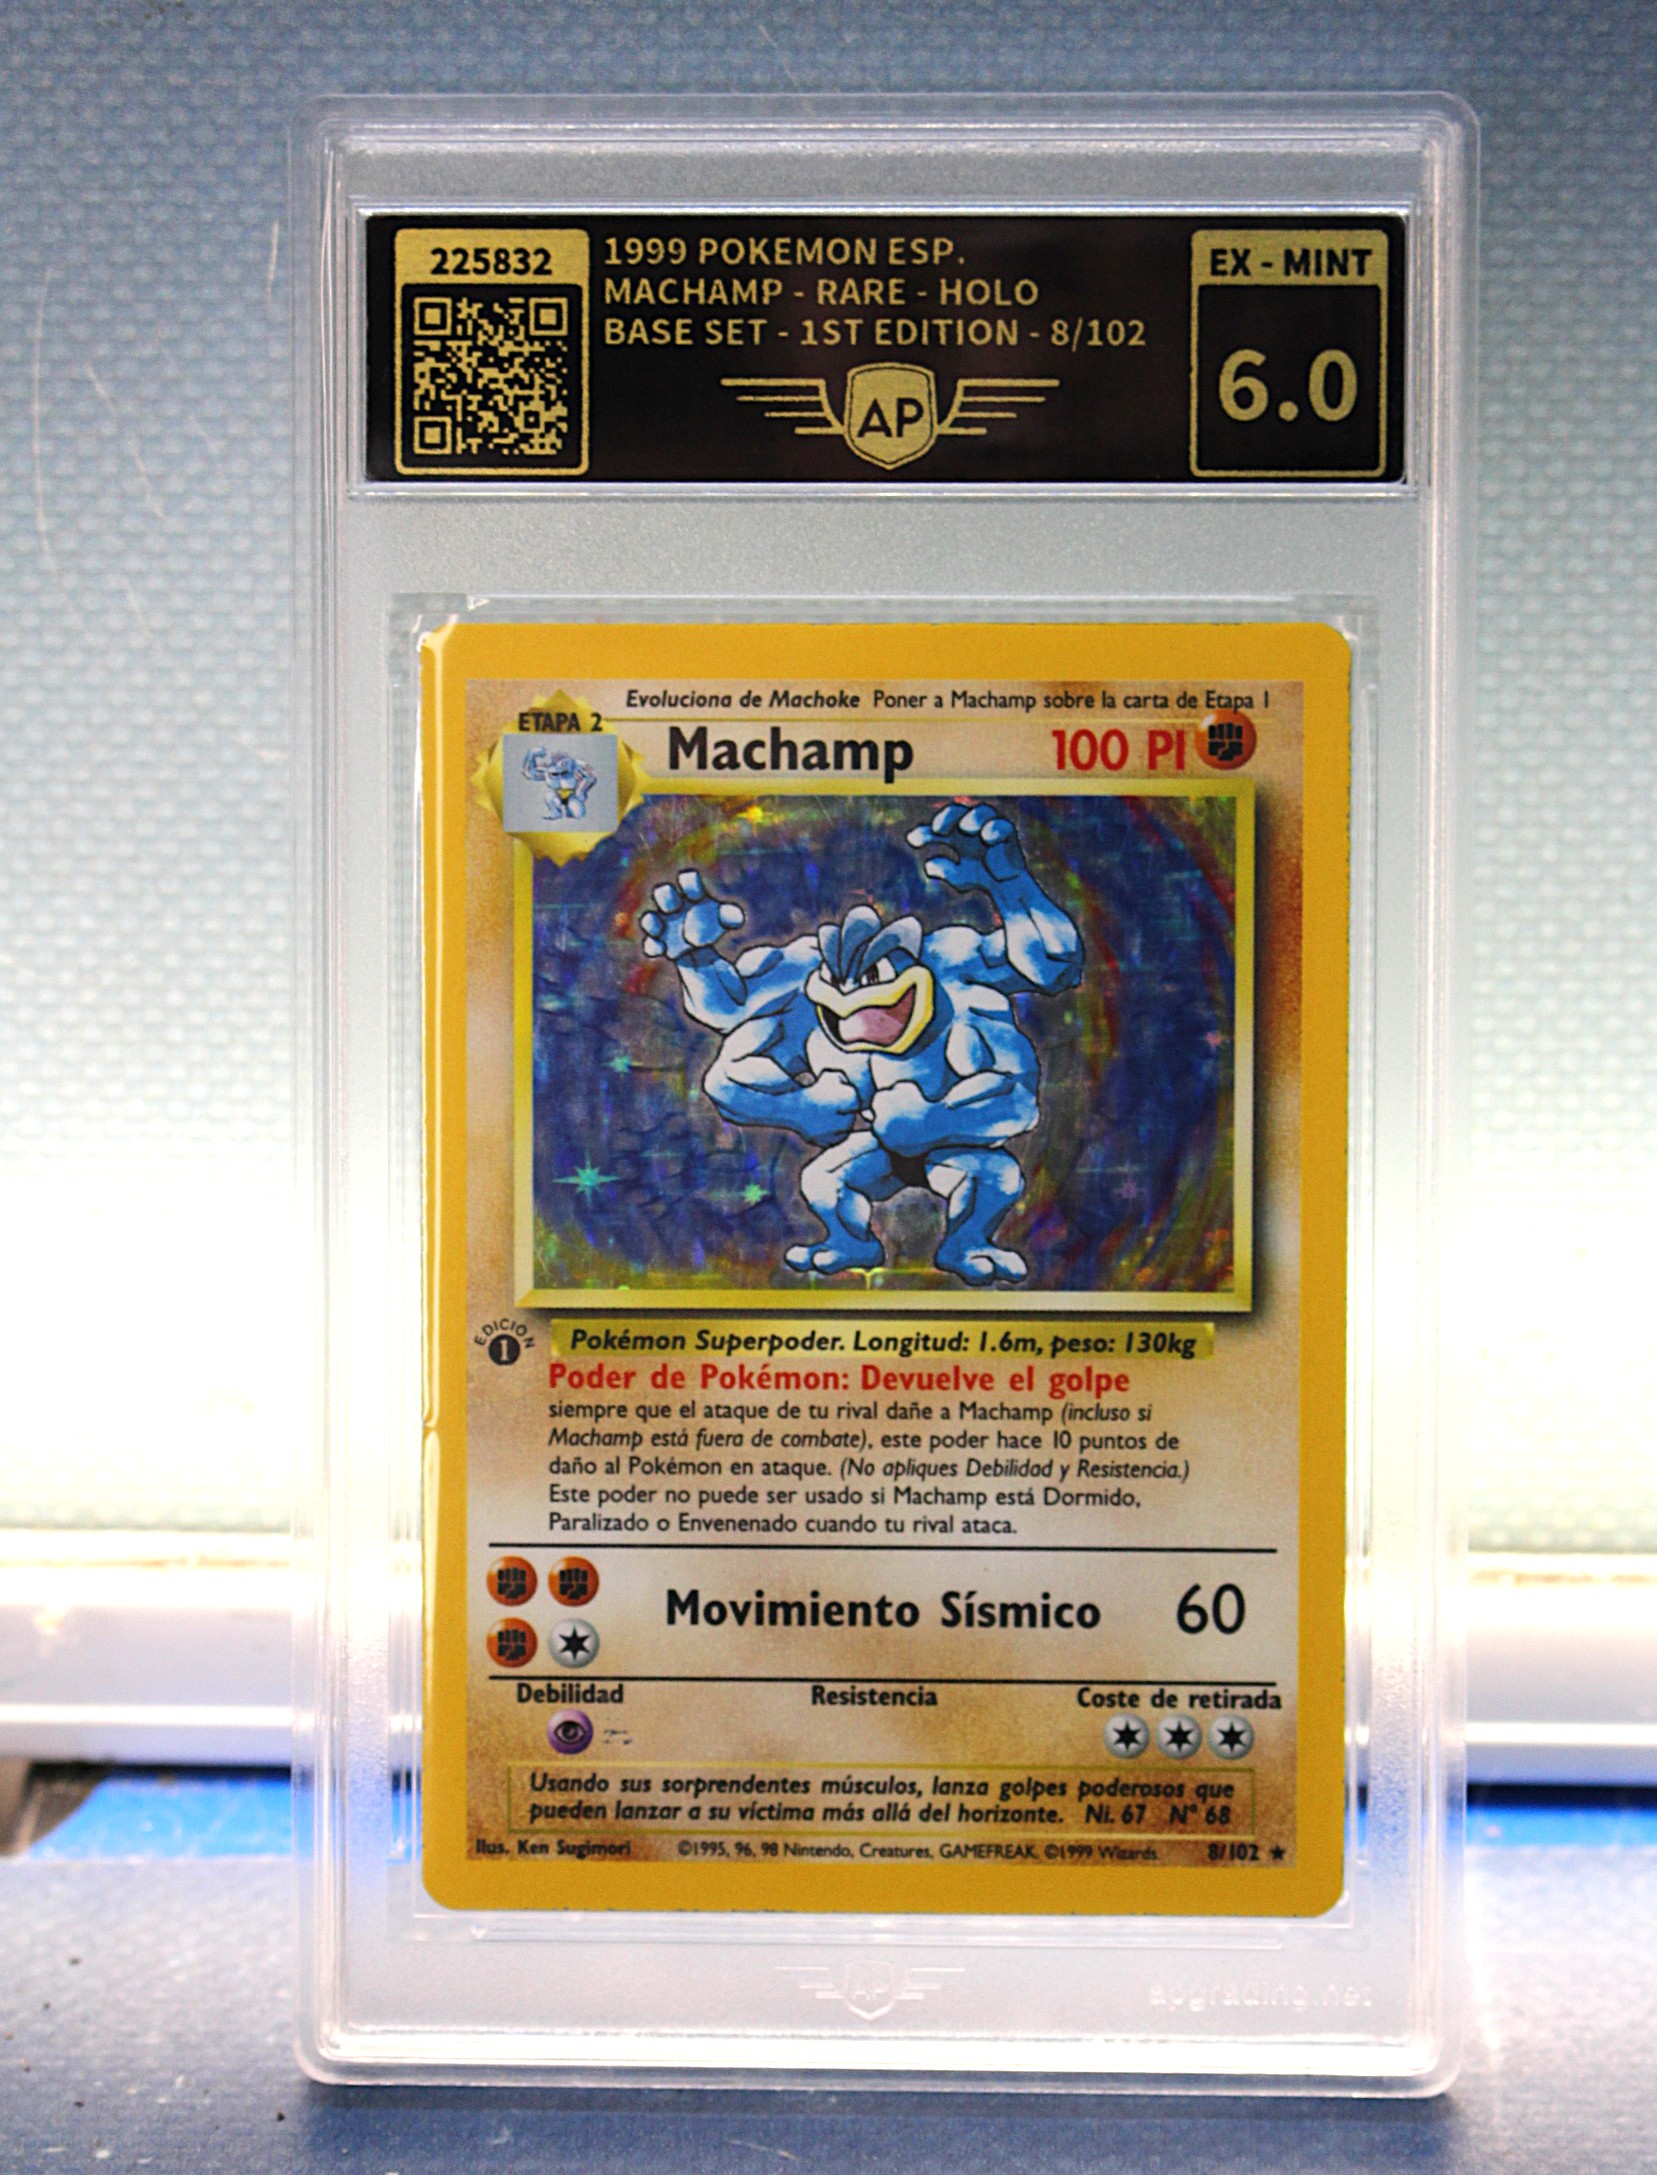 225832
1999 POKEMON ESP.
MACHAMP - RARE - HOLO
BASE SET - 1ST EDITION - 8/102
AP
EX - MINT
6.0
Evoluciona de Machoke Poner a Machamp sobre la carta de Etapa 1
ETAPA 2
Machamp 100 PI
EDICION
1
Pokémon Superpoder. Longitud: 1.6m, peso: 130kg
Poder de Pokémon: Devuelve el golpe
siempre que el ataque de tu rival dañe a Machamp (incluso si
Machamp está fuera de combate), este poder hace 10 puntos de
daño al Pokémon en ataque. (No apliques Debilidad y Resistencia.)
Este poder no puede ser usado si Machamp está Dormido,
Paralizado o Envenenado cuando tu rival ataca.
Movimiento Sísmico 60
Debilidad Resistencia Coste de retirada
Usando sus sorprendentes músculos, lanza golpes poderosos que
pueden lanzar a su víctima más allá del horizonte. Ni. 67 N° 68
Ilus. Ken Sugimori ©1995, 96, 98 Nintendo, Creatures, GAMEFREAK. ©1999 Wizards. 8/102 ★
AP
apgrading.net